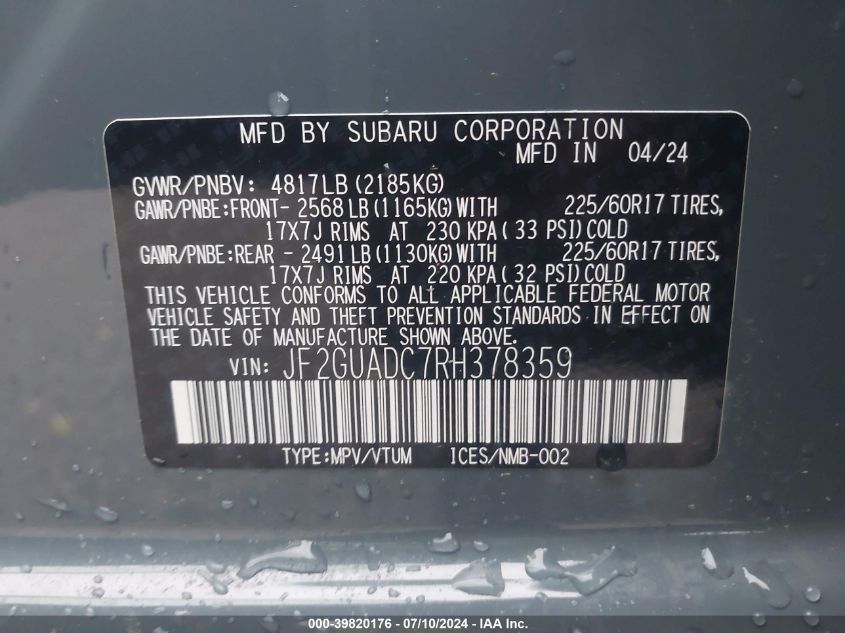 MFD BY SUBARU CORPORATION
MFD IN 04/24
GVWR/PNBV: 4817LB (2185KG)
GAWR/PNBE:FRONT- 2568 LB (1165KG) WITH 225/60R17 TIRES,
17X7J RIMS AT 230 KPA ( 33 PSI) COLD
GAWR/PNBE:REAR - 2491 LB (1130KG) WITH 225/60R17 TIRES,
17X7J RIMS AT 220 KPA ( 32 PSI) COLD
THIS VEHICLE CONFORMS TO ALL APPLICABLE FEDERAL MOTOR
VEHICLE SAFETY AND THEFT PREVENTION STANDARDS IN EFFECT ON
THE DATE OF MANUFACTURE SHOWN ABOVE.
VIN: JF2GUADC7RH378359
TYPE:MPV/VTUM ICES/NMB-002
000-39820176 - 07/10/2024 - IAAI.COM